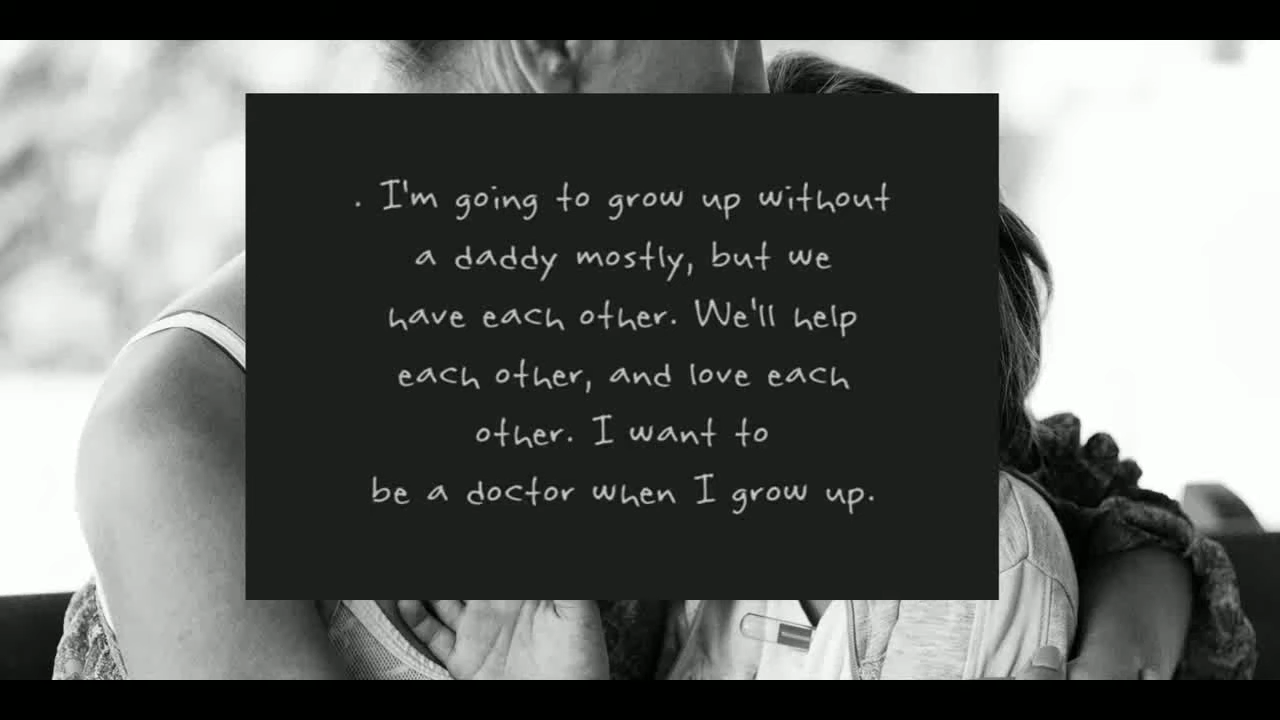 . I'm going to grow up without
a daddy mostly, but we
have each other. We'll help
each other, and love each
other. I want to
be a doctor when I grow up.